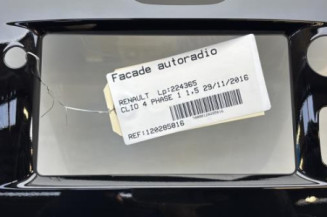 Facade autoradio
RENAULT Lp:224365
CLIO 4 PHASE 1 1.5 29/11/2016
REF:120285016